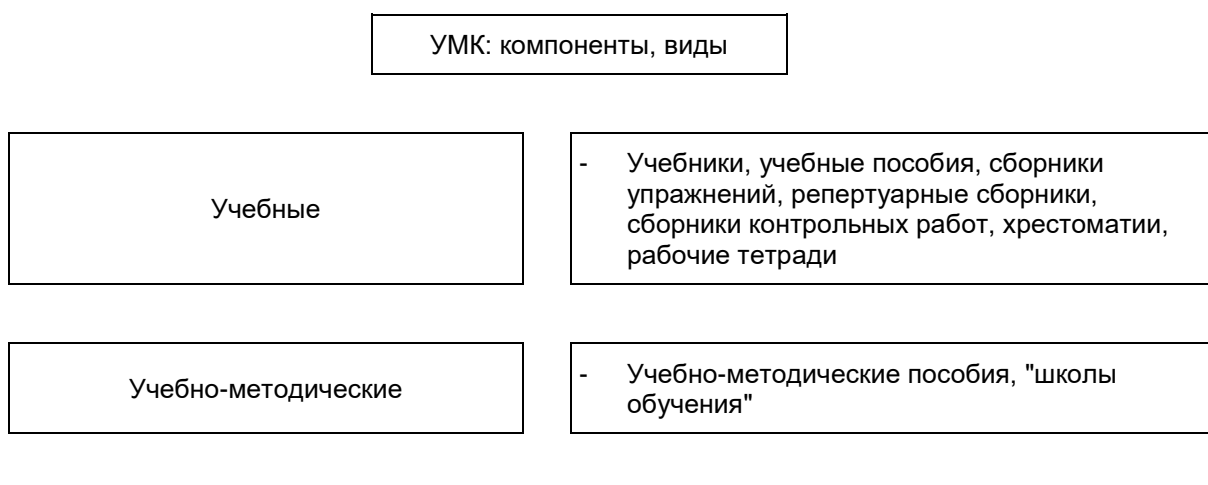 УМК: компоненты, виды
Учебные
- Учебники, учебные пособия, сборники
упражнений, репертуарные сборники,
сборники контрольных работ, хрестоматии,
рабочие тетради
Учебно-методические
- Учебно-методические пособия, "школы
обучения"